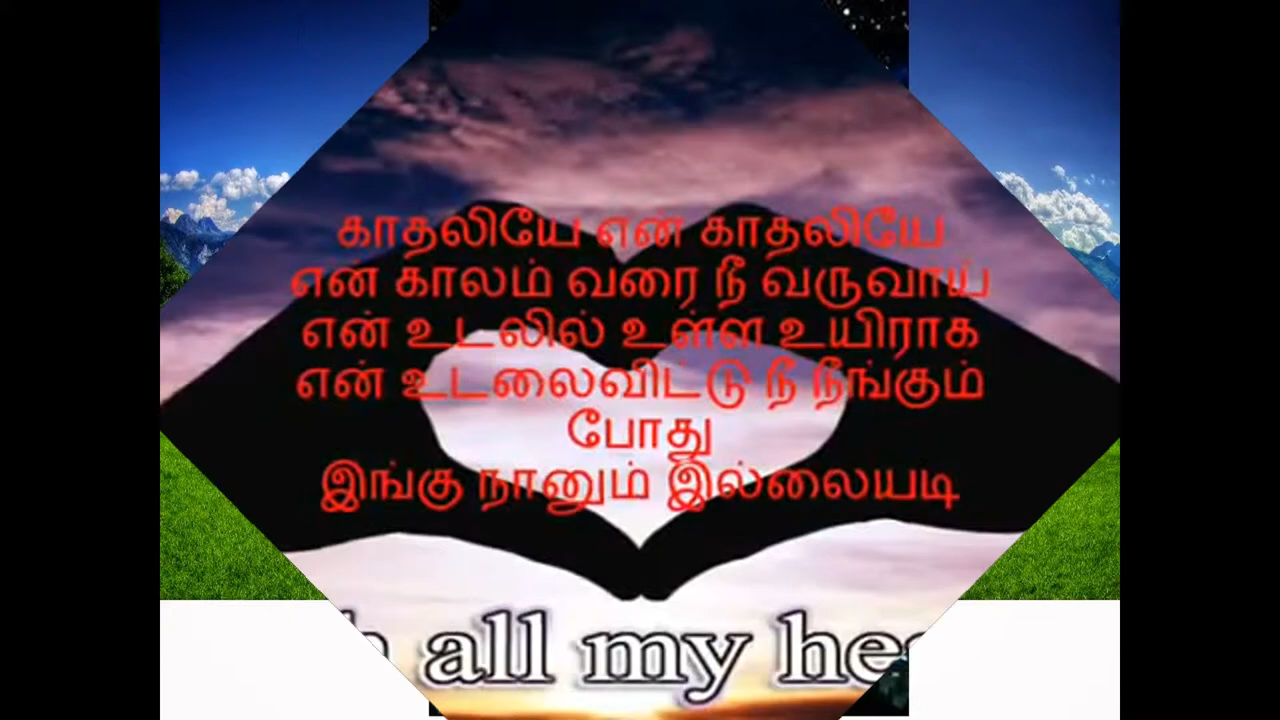 காதலியே என் காதலியே
என் காலம் வரை நீ வருவாய்
என் உடலில் உள்ள உயிராக
என் உடலைவிட்டு நீ நீங்கும்
போது
இங்கு நானும் இல்லையடி
all my